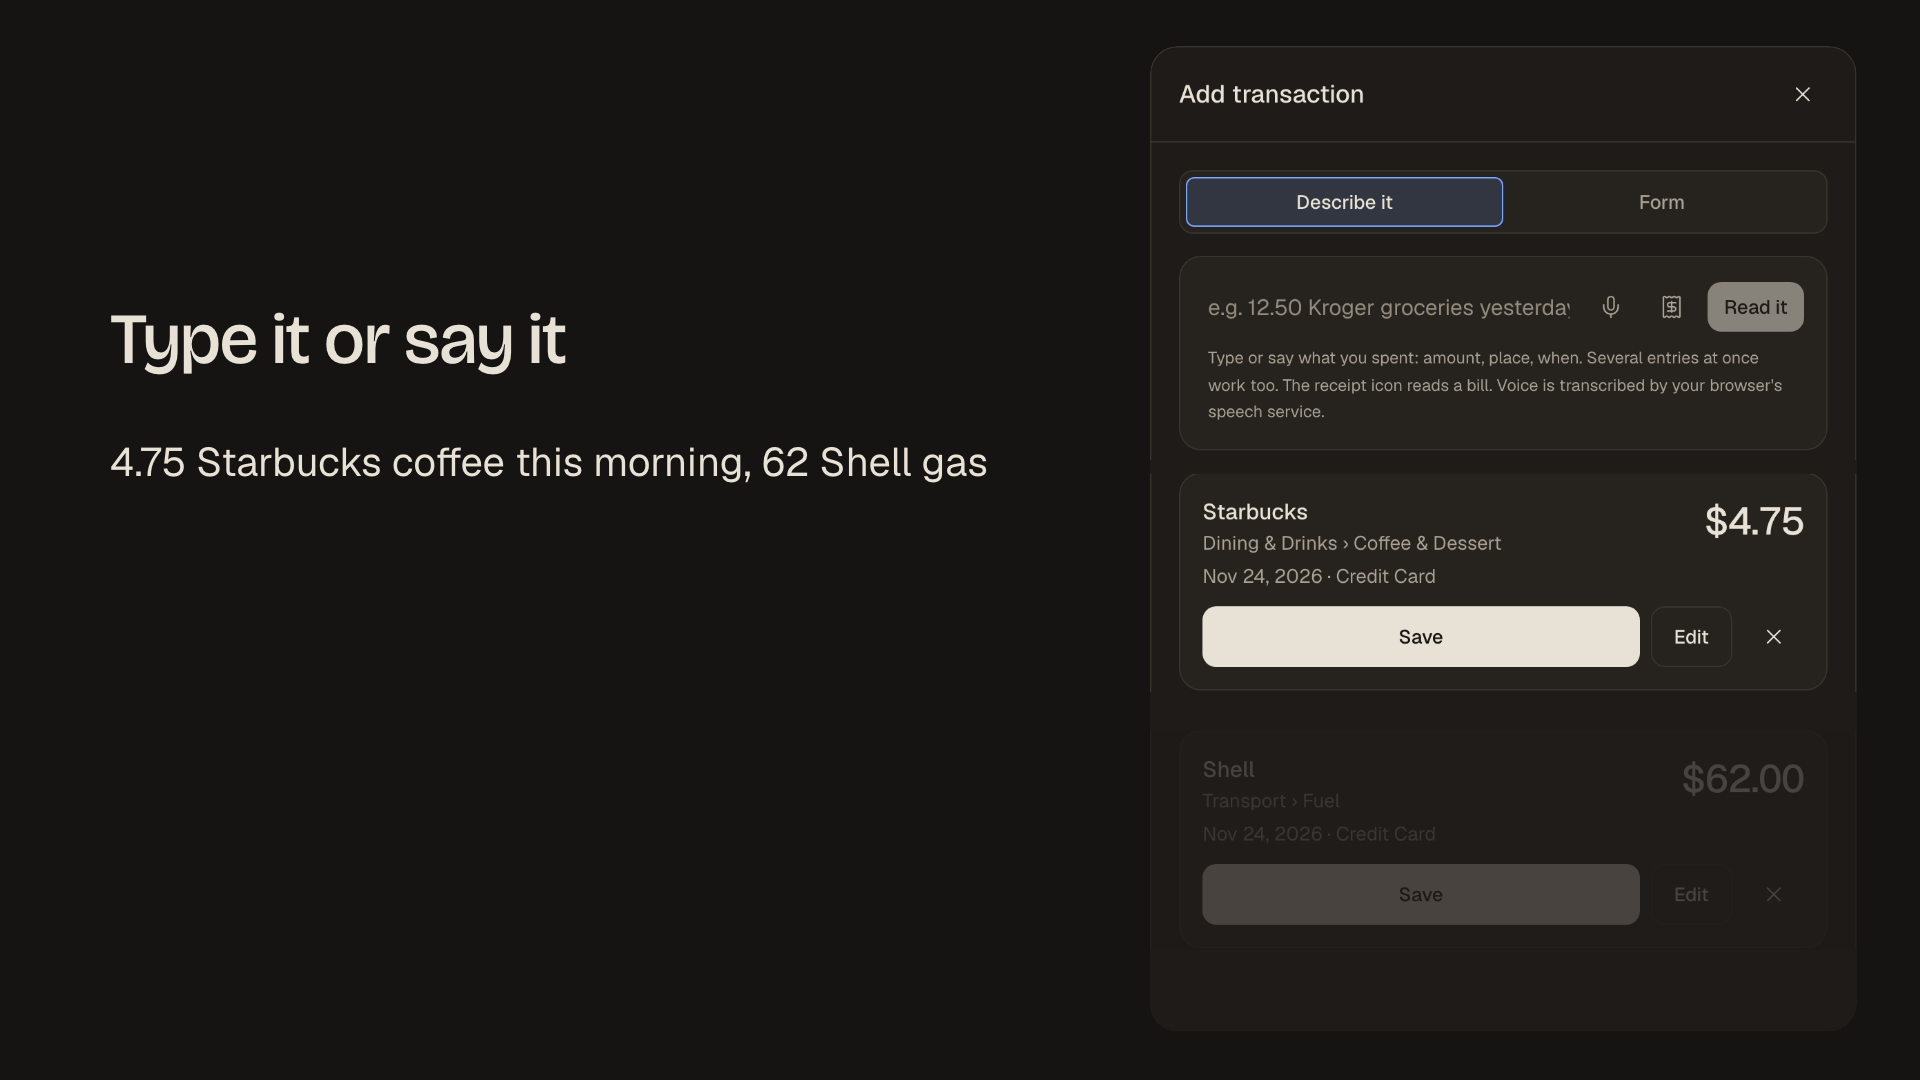 Type it or say it
4.75 Starbucks coffee this morning, 62 Shell gas
Add transaction
Describe it
Form
e.g. 12.50 Kroger groceries yesterday
Read it
Type or say what you spent: amount, place, when. Several entries at once
work too. The receipt icon reads a bill. Voice is transcribed by your browser's
speech service.
Starbucks
$4.75
Dining & Drinks › Coffee & Dessert
Nov 24, 2026 · Credit Card
Save
Edit
Shell
$62.00
Transport › Fuel
Nov 24, 2026 · Credit Card
Save
Edit